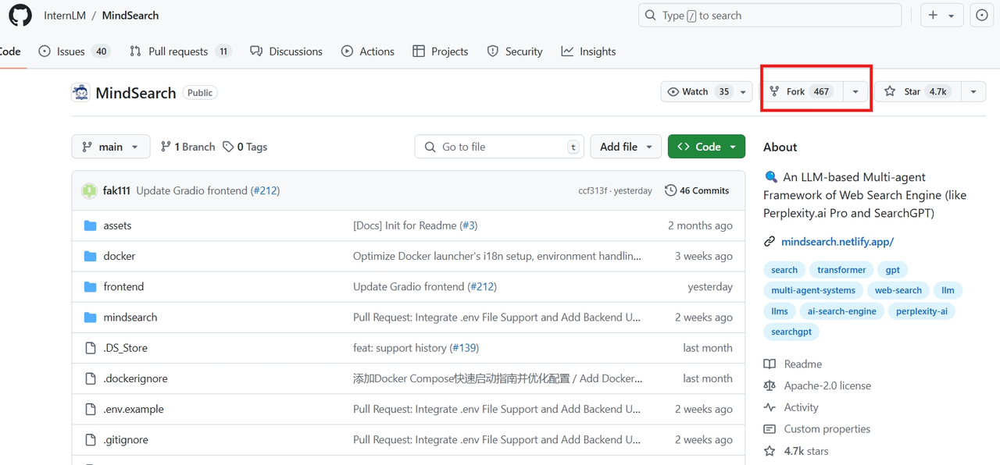 InternLM / MindSearch
Type / to search
Code Issues 40 Pull requests 11 Discussions Actions Projects Security Insights
MindSearch Public
Watch 35 Fork 467 Star 4.7k
main 1 Branch 0 Tags
Go to file t Add file <> Code
fak111 Update Gradio frontend (#212) ccf313f · yesterday 46 Commits
assets [Docs] Init for Readme (#3) 2 months ago
docker Optimize Docker launcher's i18n setup, environment handlin... 3 weeks ago
frontend Update Gradio frontend (#212) yesterday
mindsearch Pull Request: Integrate .env File Support and Add Backend U... 2 weeks ago
.DS_Store feat: support history (#139) last month
.dockerignore 添加Docker Compose快速启动指南并优化配置 / Add Docker... last month
.env.example Pull Request: Integrate .env File Support and Add Backend U... 2 weeks ago
.gitignore Pull Request: Integrate .env File Support and Add Backend U... 2 weeks ago
About
An LLM-based Multi-agent
Framework of Web Search Engine (like
Perplexity.ai Pro and SearchGPT)
mindsearch.netlify.app/
search transformer gpt
multi-agent-systems web-search llm
llms ai-search-engine perplexity-ai
searchgpt
Readme
Apache-2.0 license
Activity
Custom properties
4.7k stars